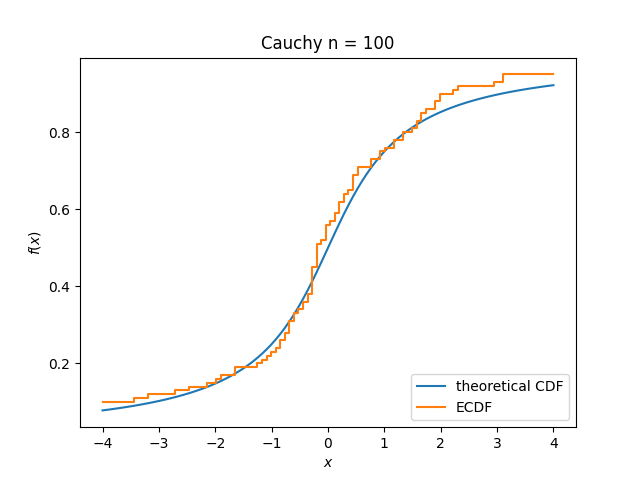 Cauchy n = 100
f(x)
0.8
0.6
0.4
0.2
−4 −3 −2 −1 0 1 2 3 4
x
theoretical CDF
ECDF